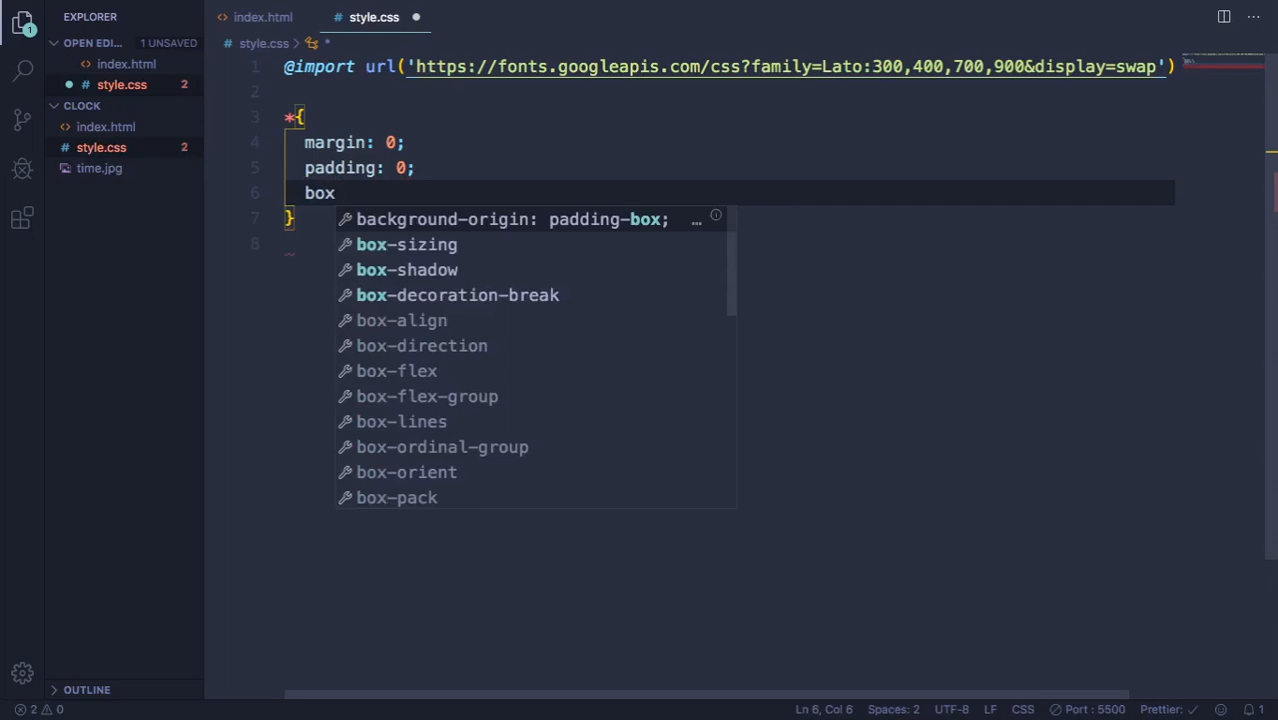 EXPLORER
OPEN EDI... 1 UNSAVED
index.html
# style.css 2
CLOCK
index.html
# style.css 2
time.jpg
OUTLINE
1
<> index.html
# style.css
...
# style.css > *
1 @import url('https://fonts.googleapis.com/css?family=Lato:300,400,700,900&display=swap')
2
3 *{
4 margin: 0;
5 padding: 0;
6 box
7 }
8
background-origin: padding-box; ...
box-sizing
box-shadow
box-decoration-break
box-align
box-direction
box-flex
box-flex-group
box-lines
box-ordinal-group
box-orient
box-pack
2 0 Ln 6, Col 6 Spaces: 2 UTF-8 LF CSS Port : 5500 Prettier: ✓ 1